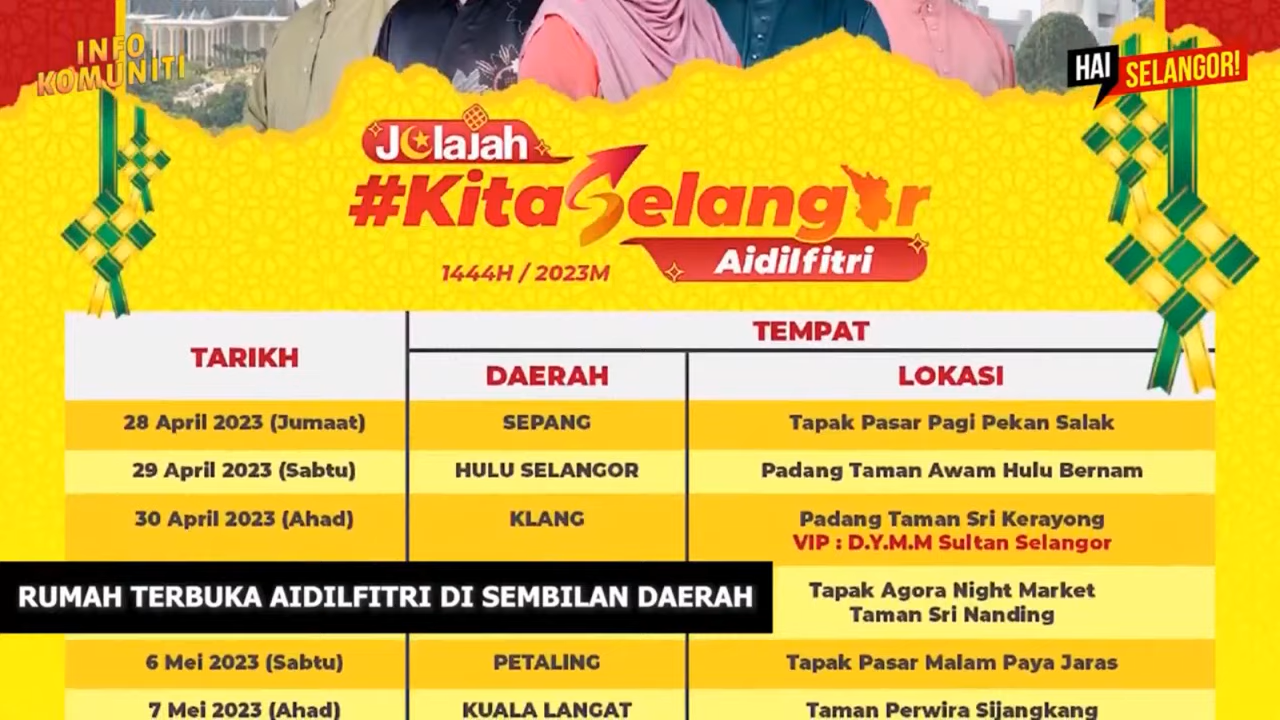 INFO
KOMUNITI
HAI
SELANGOR!
Jelajah
#KitaSelangor
Aidilfitri
1444H / 2023M
TARIKH
TEMPAT
DAERAH
LOKASI
28 April 2023 (Jumaat)
SEPANG
Tapak Pasar Pagi Pekan Salak
29 April 2023 (Sabtu)
HULU SELANGOR
Padang Taman Awam Hulu Bernam
30 April 2023 (Ahad)
KLANG
Padang Taman Sri Kerayong
VIP : D.Y.M.M Sultan Selangor
RUMAH TERBUKA AIDILFITRI DI SEMBILAN DAERAH
Tapak Agora Night Market
Taman Sri Nanding
6 Mei 2023 (Sabtu)
PETALING
Tapak Pasar Malam Paya Jaras
7 Mei 2023 (Ahad)
KUALA LANGAT
Taman Perwira Sijangkang